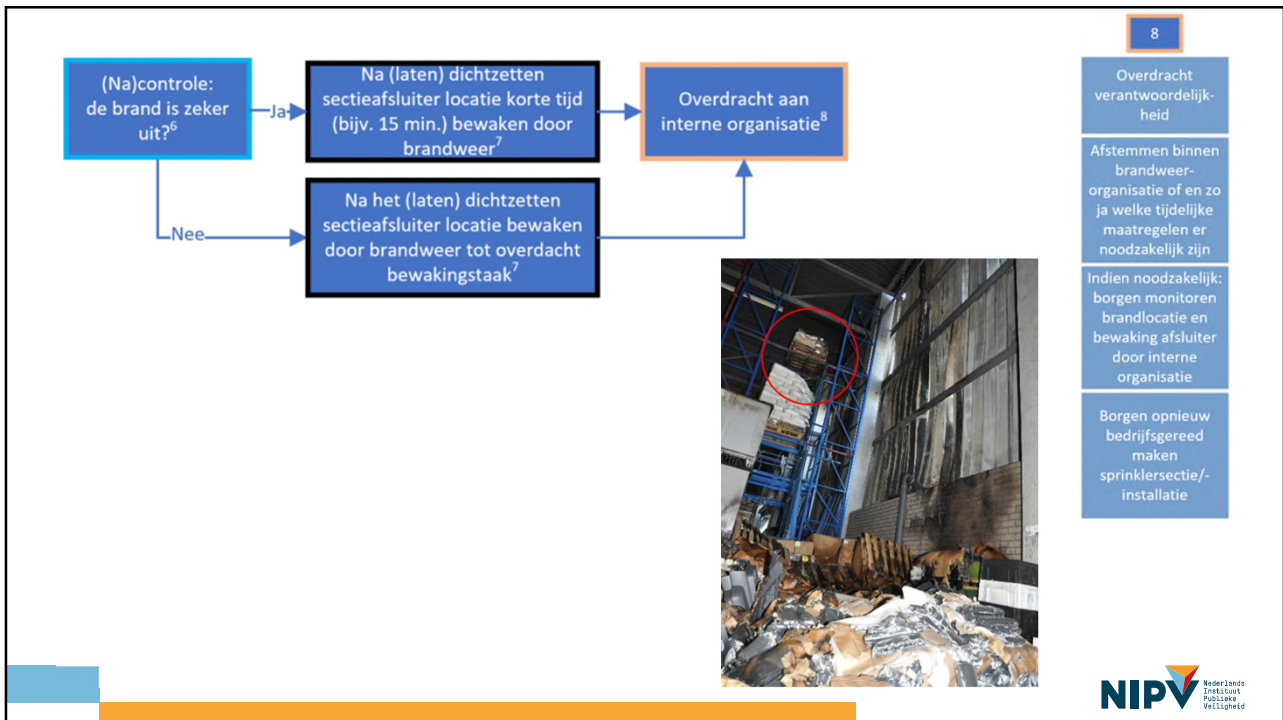 (Na)controle:
de brand is zeker
uit?6
Ja
Na (laten) dichtzetten
sectieafsluiter locatie korte tijd
(bijv. 15 min.) bewaken door
brandweer7
Overdracht aan
interne organisatie8
Nee
Na het (laten) dichtzetten
sectieafsluiter locatie bewaken
door brandweer tot overdacht
bewakingstaak7
8
Overdracht
verantwoordelijk-
heid
Afstemmen binnen
brandweer-
organisatie of en zo
ja welke tijdelijke
maatregelen er
noodzakelijk zijn
Indien noodzakelijk:
borgen monitoren
brandlocatie en
bewaking afsluiter
door interne
organisatie
Borgen opnieuw
bedrijfsgereed
maken
sprinklersectie/-
installatie
NIPV
Nederlands
Instituut
Publieke
Veiligheid